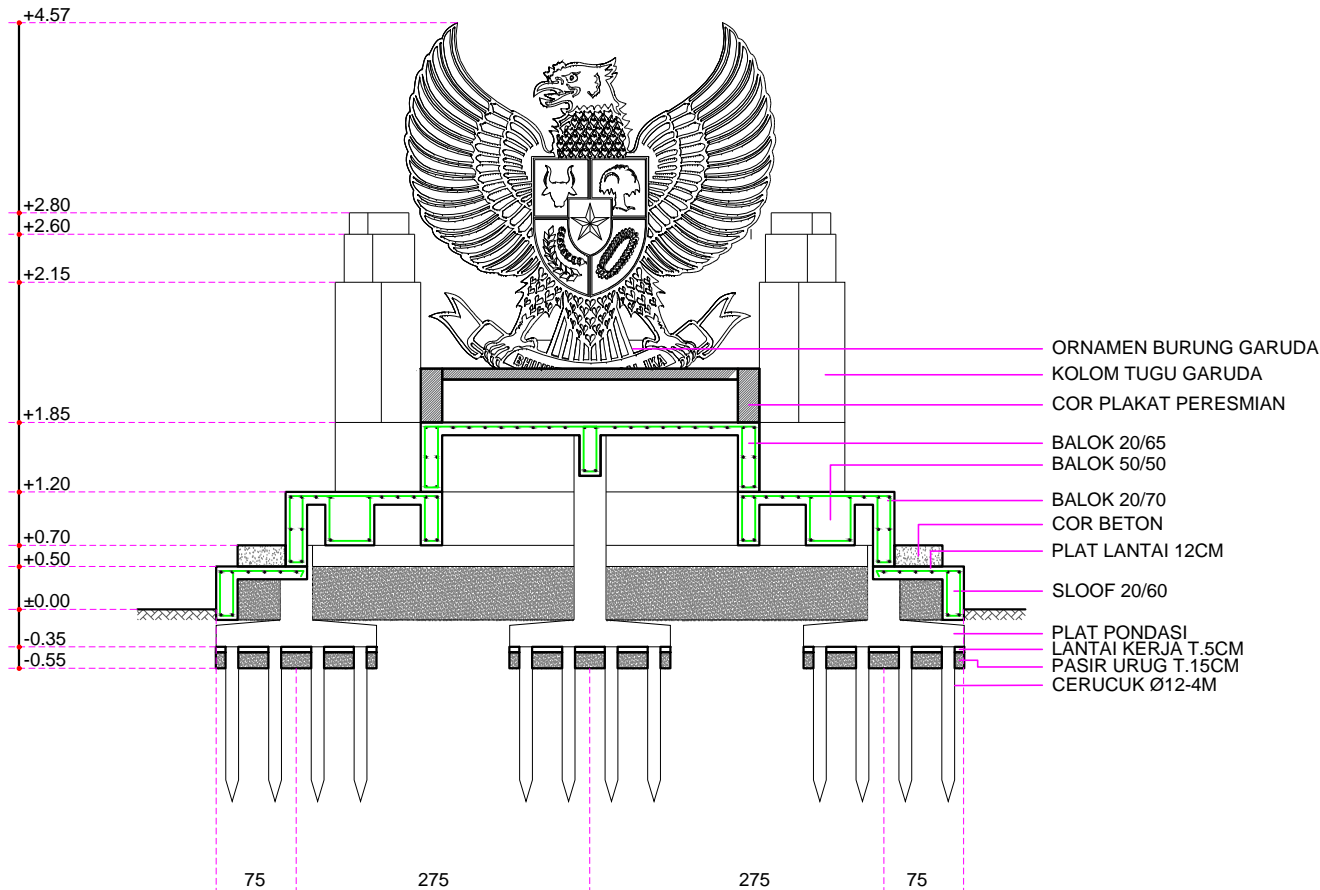 +4.57
+2.80
+2.60
+2.15
ORNAMEN BURUNG GARUDA
KOLOM TUGU GARUDA
COR PLAKAT PERESMIAN
+1.85
BALOK 20/65
BALOK 50/50
+1.20
BALOK 20/70
COR BETON
+0.70
PLAT LANTAI 12CM
+0.50
SLOOF 20/60
±0.00
PLAT PONDASI
-0.35
LANTAI KERJA T.5CM
-0.55
PASIR URUG T.15CM
CERUCUK Ø12-4M
75 275 275 75